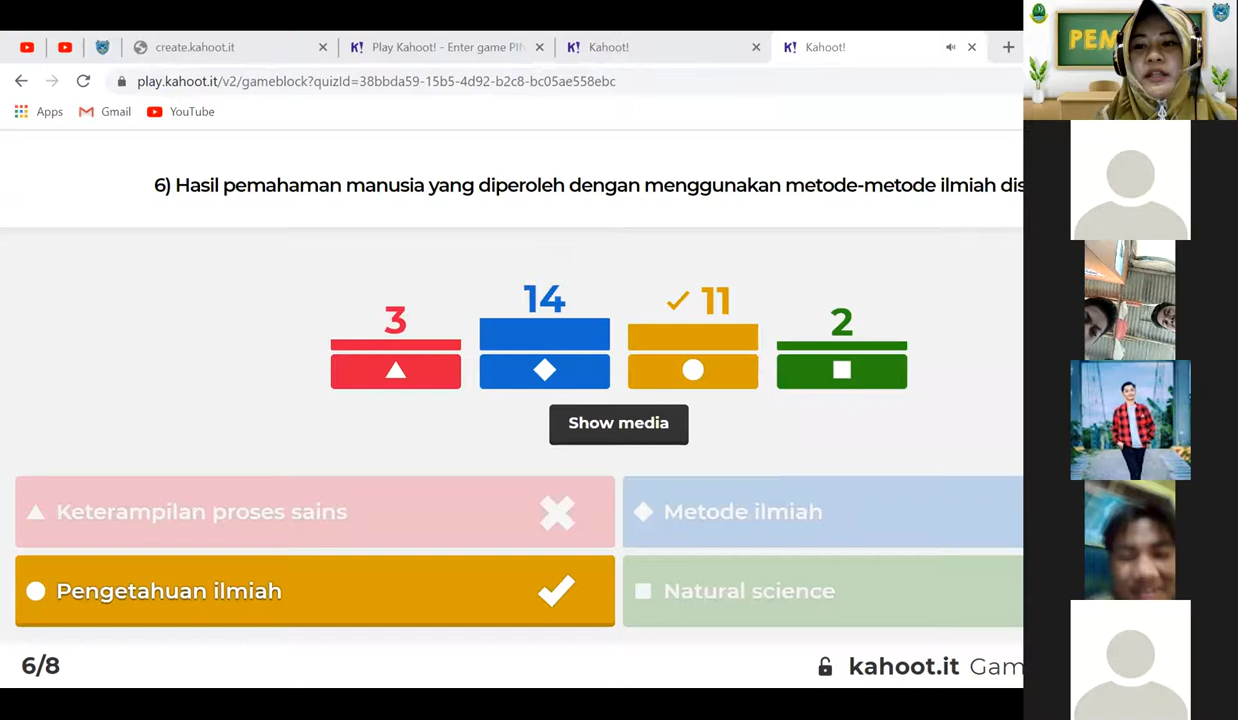 create.kahoot.it
Play Kahoot! - Enter game PIN
Kahoot!
Kahoot!
play.kahoot.it/v2/gameblock?quizId=38bbda59-15b5-4d92-b2c8-bc05ae558ebc
Apps
Gmail
YouTube
6) Hasil pemahaman manusia yang diperoleh dengan menggunakan metode-metode ilmiah dis
3
14
11
2
Show media
Keterampilan proses sains
Metode ilmiah
Pengetahuan ilmiah
Natural science
6/8
kahoot.it Gam
PEM